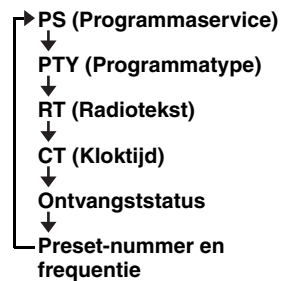 PS (Programmaservice)
PTY (Programmatype)
RT (Radiotekst)
CT (Kloktijd)
Ontvangststatus
Preset-nummer en
frequentie